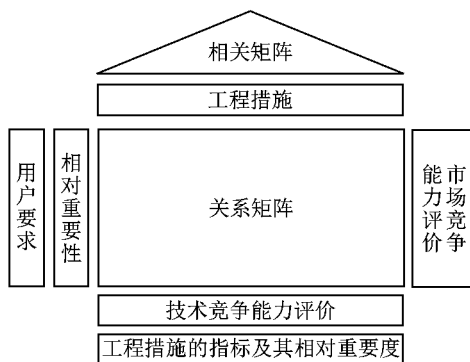 相关矩阵
工程措施
用户要求
相对重要性
关系矩阵
市场竞争
能力评价
技术竞争能力评价
工程措施的指标及其相对重要度